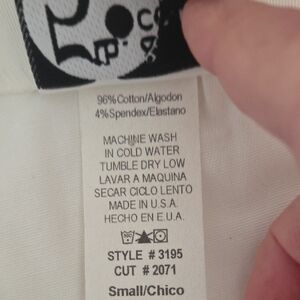 96% Cotton/Algodon
4% Spendex/Elastano
MACHINE WASH
IN COLD WATER
TUMBLE DRY LOW
LAVAR A MAQUINA
SECAR CICLO LENTO
MADE IN U.S.A.
HECHO EN E.U.A.
STYLE # 3195
CUT # 2071
Small/Chico